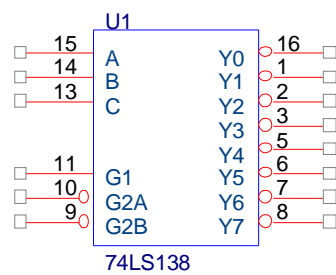 U1
15 A Y0 16
14 B Y1 1
13 C Y2 2
Y3 3
Y4 5
11 G1 Y5 6
10 G2A Y6 7
9 G2B Y7 8
74LS138